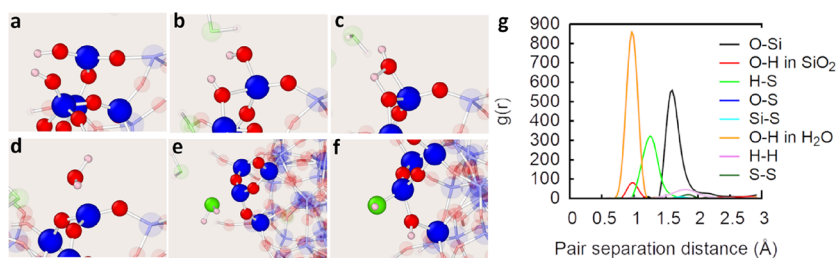 a
b
c
d
e
f
g
900
800
700
600
500
400
300
200
100
0
g(r)
0
0.5
1
1.5
2
2.5
3
Pair separation distance (Å)
O-Si
O-H in SiO2
H-S
O-S
Si-S
O-H in H2O
H-H
S-S